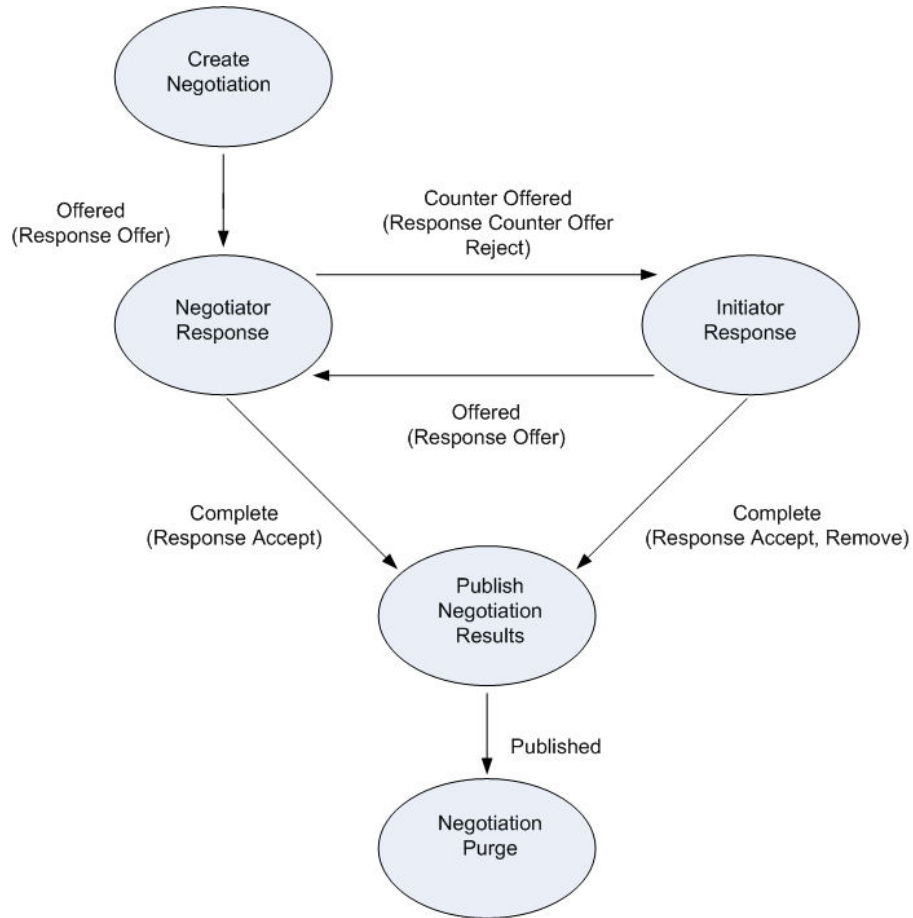 Create
Negotiation
Offered
(Response Offer)
Counter Offered
(Response Counter Offer
Reject)
Negotiator
Response
Initiator
Response
Offered
(Response Offer)
Complete
(Response Accept)
Complete
(Response Accept, Remove)
Publish
Negotiation
Results
Published
Negotiation
Purge